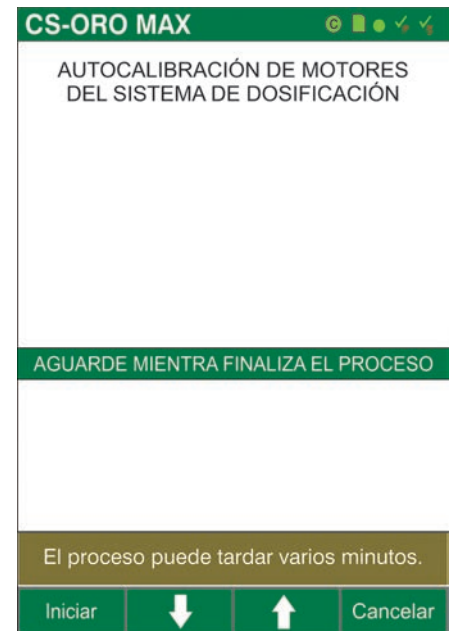 CS-ORO MAX
AUTOCALIBRACIÓN DE MOTORES
DEL SISTEMA DE DOSIFICACIÓN
AGUARDE MIENTRA FINALIZA EL PROCESO
El proceso puede tardar varios minutos.
Iniciar
Cancelar